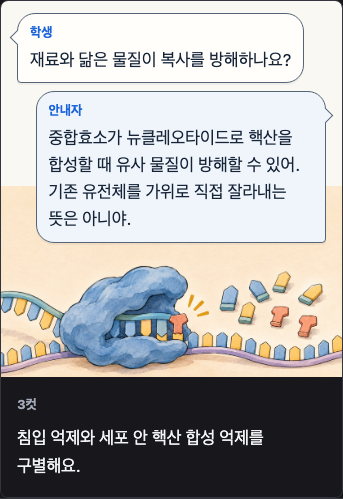 학생
재료와 닮은 물질이 복사를 방해하나요?
안내자
중합효소가 뉴클레오타이드로 핵산을
합성할 때 유사 물질이 방해할 수 있어.
기존 유전체를 가위로 직접 잘라내는
뜻은 아니야.
3컷
침입 억제와 세포 안 핵산 합성 억제를
구별해요.